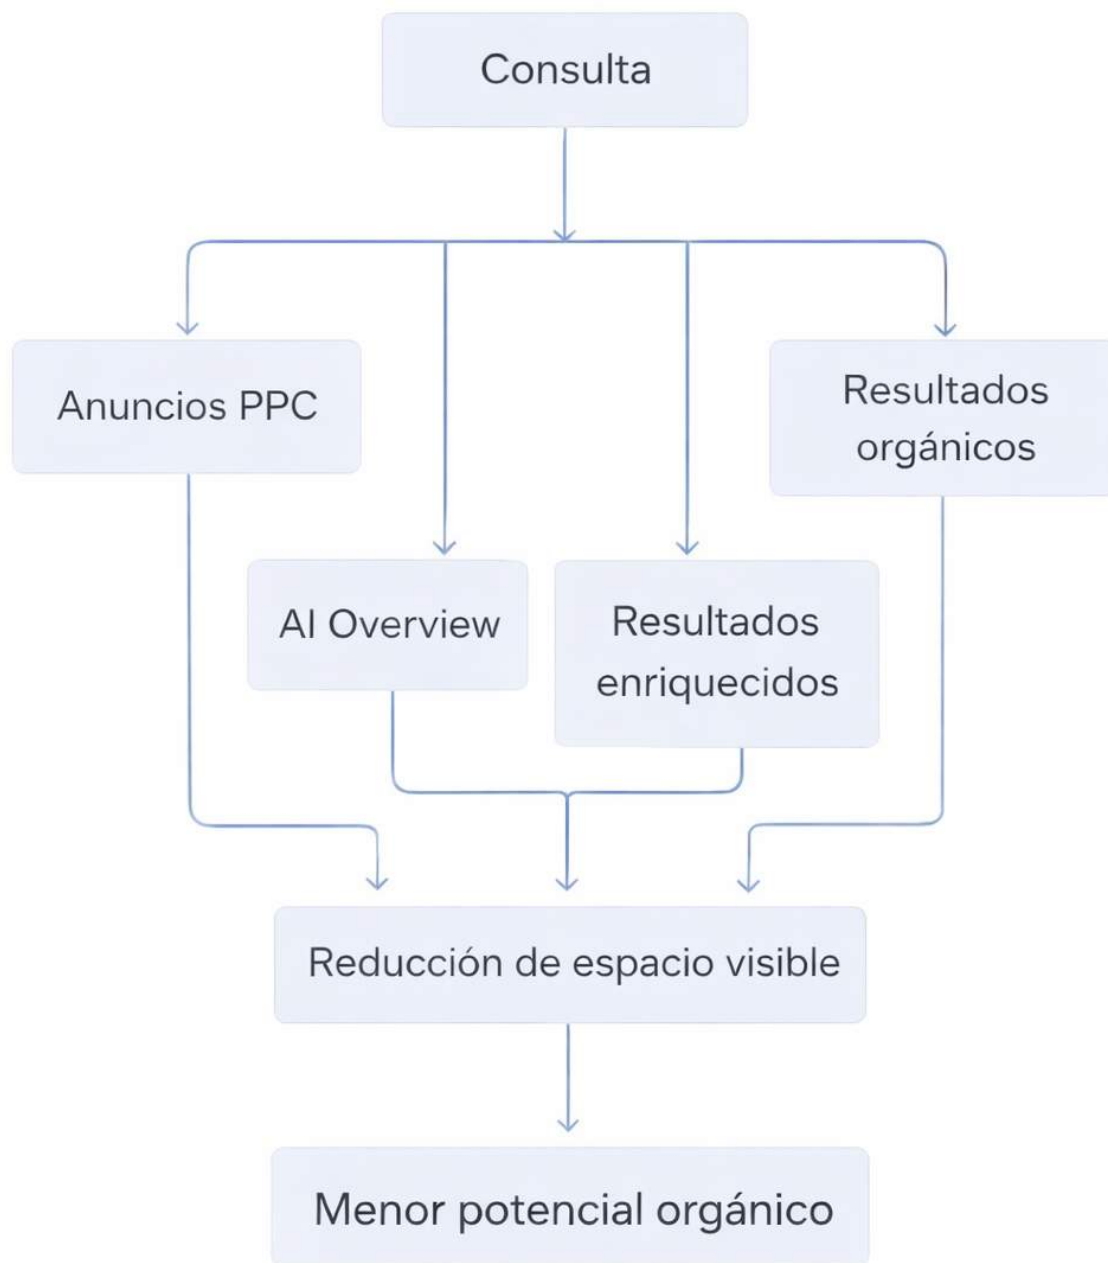 Consulta
Anuncios PPC
Resultados
orgánicos
AI Overview
Resultados
enriquecidos
Reducción de espacio visible
Menor potencial orgánico